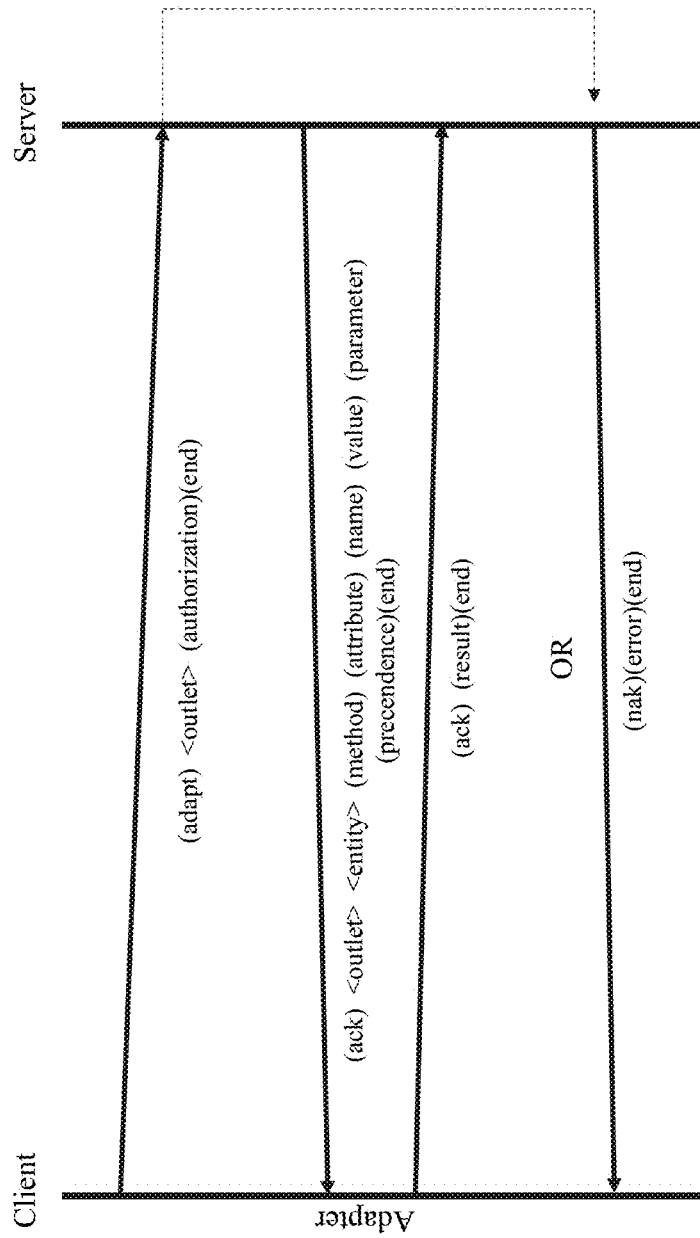 Client
Server
Adapter
(adapt) <outlet> (authorization)(end)
(ack) <outlet> <entity> (method) (attribute) (name) (value) (parameter)
(precendence)(end)
(ack) (result)(end)
OR
(nak)(error)(end)